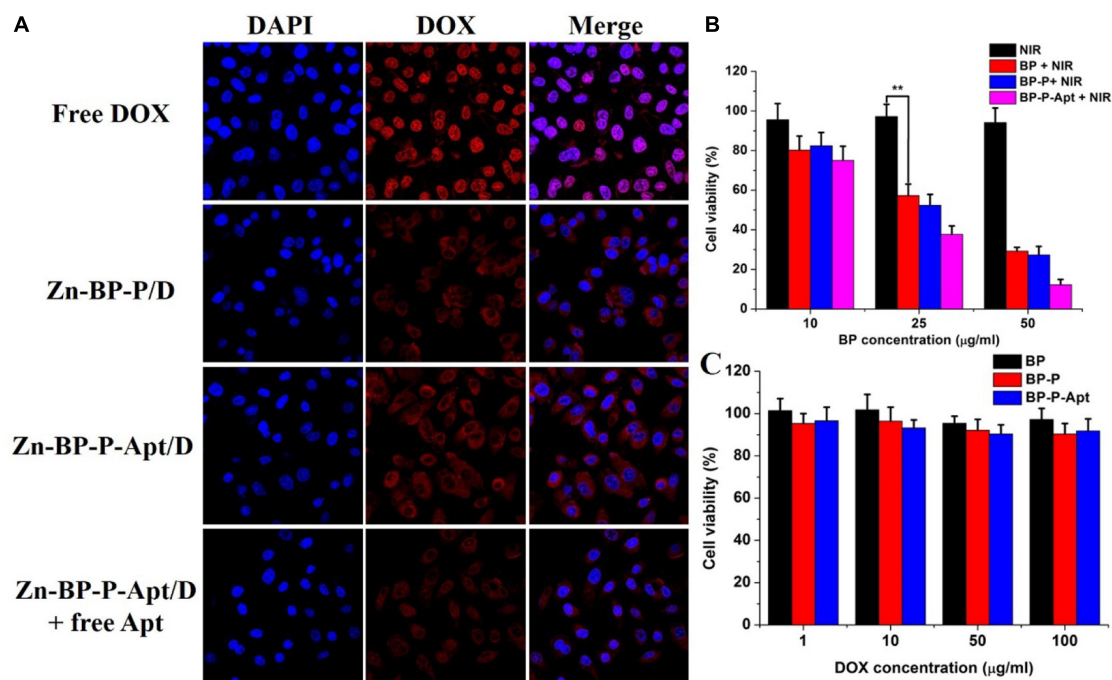 A
DAPI DOX Merge
Free DOX
Zn-BP-P/D
Zn-BP-P-Apt/D
Zn-BP-P-Apt/D
+ free Apt
B
NIR
BP + NIR
BP-P+ NIR
BP-P-Apt + NIR
**
Cell viability (%)
120
100
80
60
40
20
0
10 25 50
BP concentration (μg/ml)
C
BP
BP-P
BP-P-Apt
Cell viability (%)
120
100
80
60
40
20
0
1 10 50 100
DOX concentration (μg/ml)